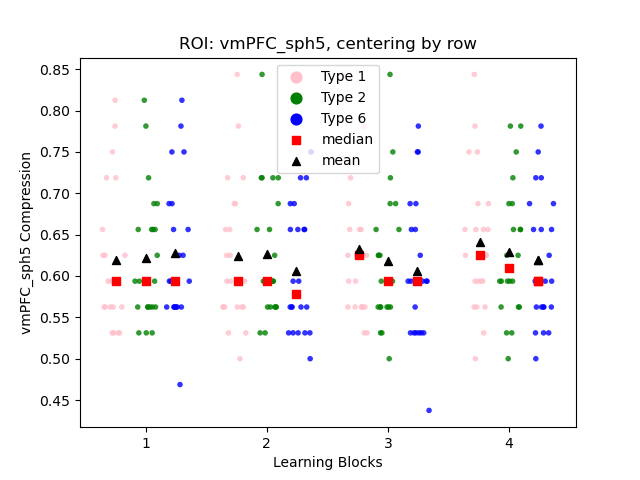 ROI: vmPFC_sph5, centering by row
vmPFC_sph5 Compression
0.85
0.80
0.75
0.70
0.65
0.60
0.55
0.50
0.45
Type 1
Type 2
Type 6
median
mean
1 2 3 4
Learning Blocks